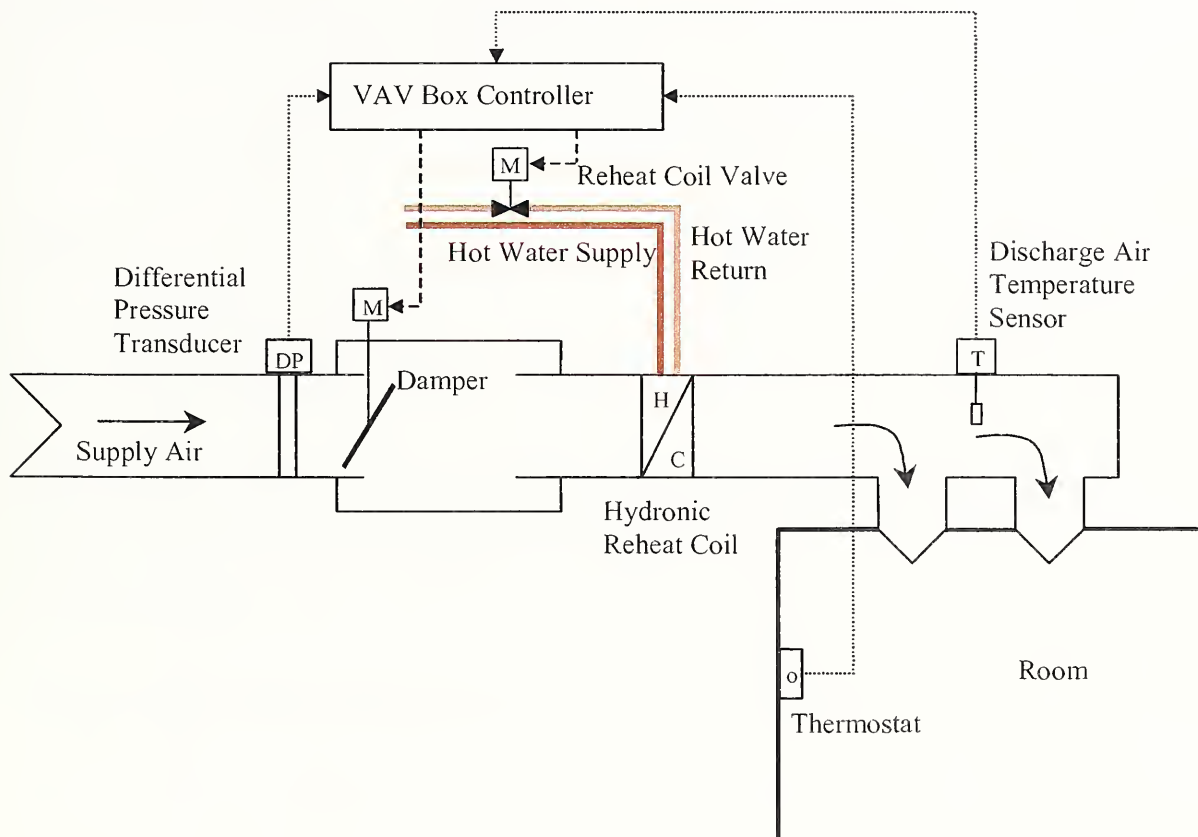 VAV Box Controller
M
Reheat Coil Valve
Hot Water Supply
Hot Water
Return
Differential
Pressure
Transducer
M
Discharge Air
Temperature
Sensor
DP
T
Damper
H
C
Supply Air
Hydronic
Reheat Coil
o
Room
Thermostat